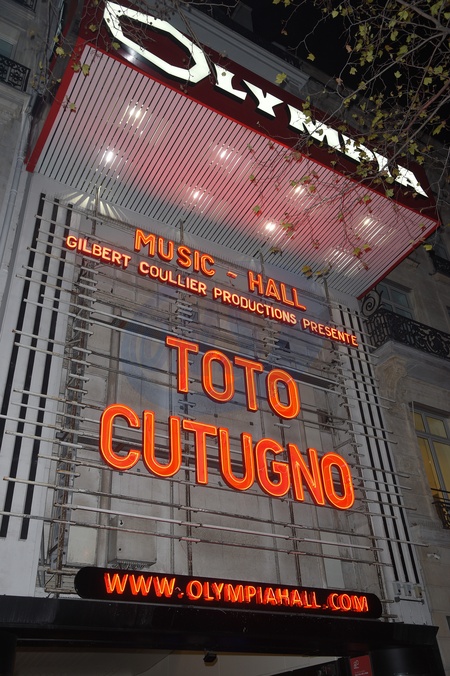 OLYMPIA
MUSIC - HALL
GILBERT COULLIER PRODUCTIONS PRESENTE
TOTO
CUTUGNO
WWW.OLYMPIAHALL.COM